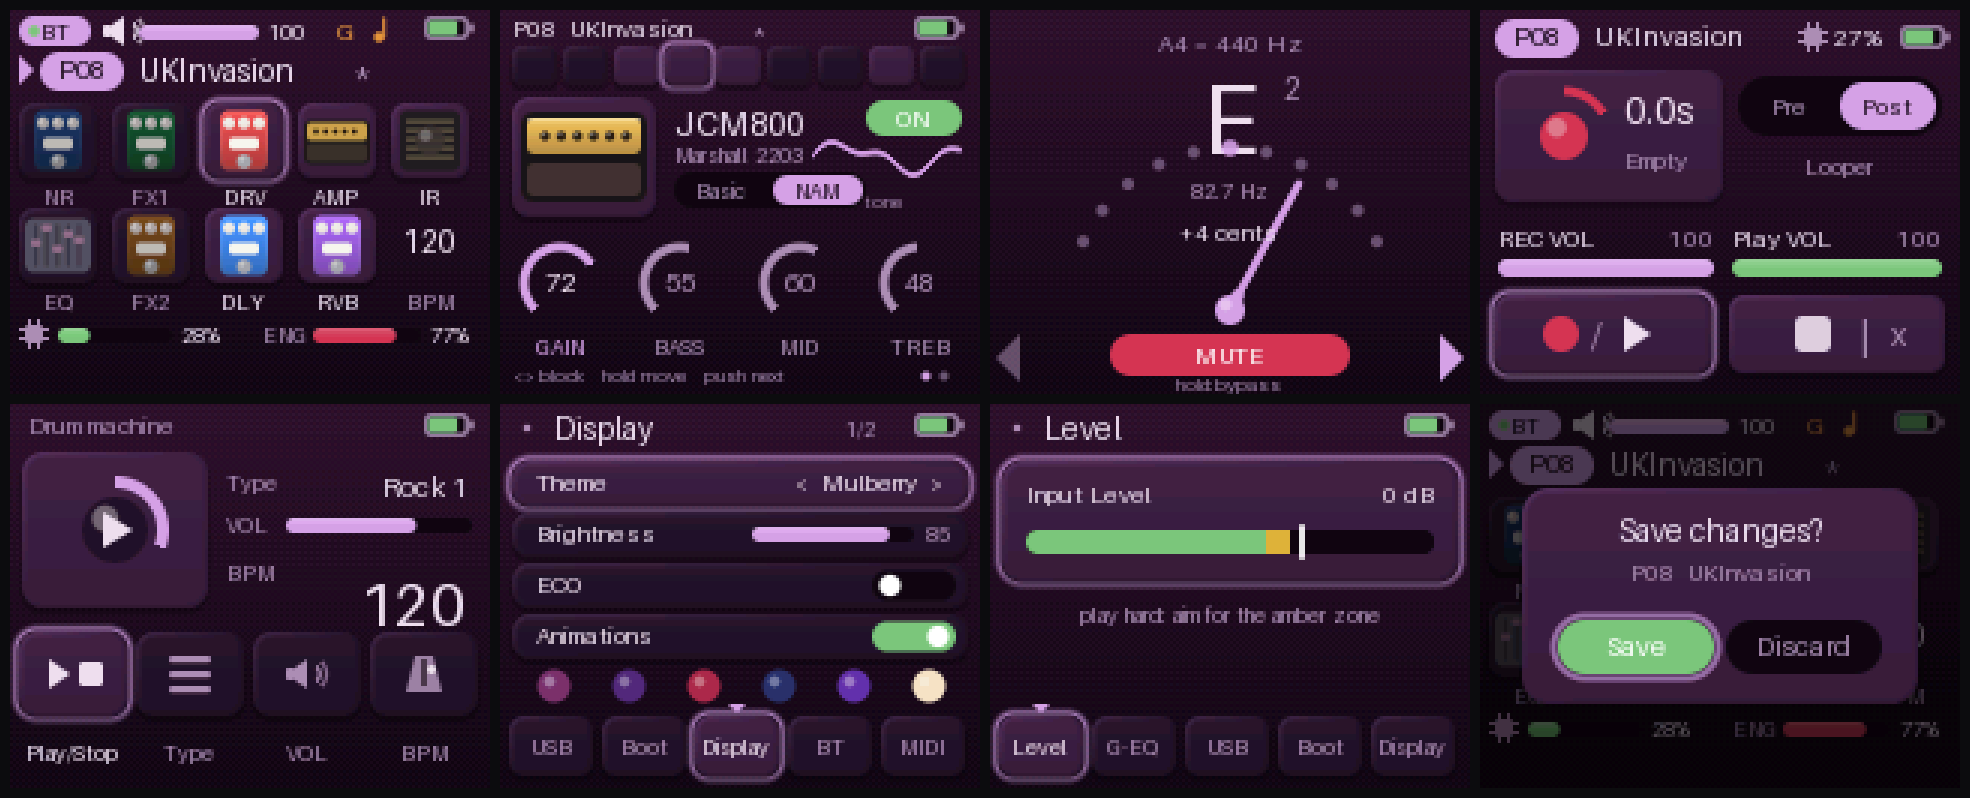 BT 100 G
P08 UKInvasion *
NR FX1 DRV AMP IR
120
EQ FX2 DLY RVB BPM
28% ENG 77%
P08 UKInvasion *
JCM800 ON
Marshall 2203
Basic NAM tone
72 55 60 48
GAIN BASS MID TREB
<> block hold move push next
A4 = 440 Hz
E 2
82.7 Hz
+4 cents
MUTE
hold bypass
P08 UKInvasion 27%
0.0s Pre Post
Empty Looper
REC VOL 100 Play VOL 100
/ | x
Drum machine
Type Rock 1
VOL
BPM
120
Play/Stop Type VOL BPM
Display 1/2
Theme < Mulberry >
Brightness 85
ECO
Animations
USB Boot Display BT MIDI
Level
Input Level 0 dB
play hard: aim for the amber zone
Level G-EQ USB Boot Display
BT 100 G
P08 UKInvasion *
Save changes?
P08 UKInvasion
Save Discard
28% ENG 77%